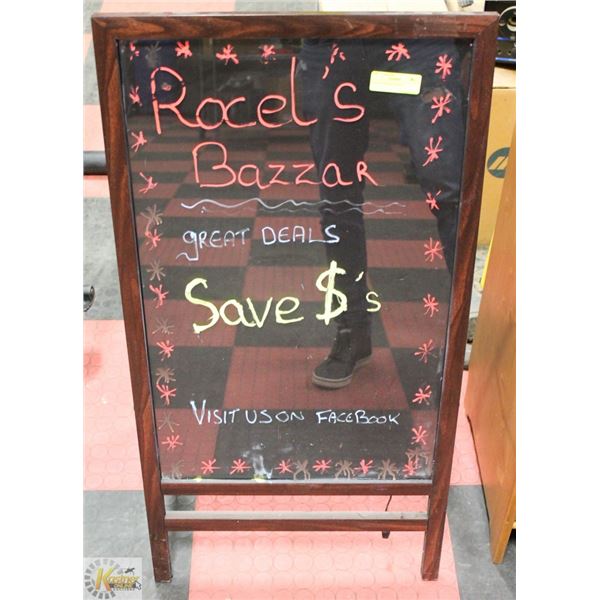 Rocel's
Bazzar
GREAT DEALS
Save $'s
VISIT US ON FACEBOOK